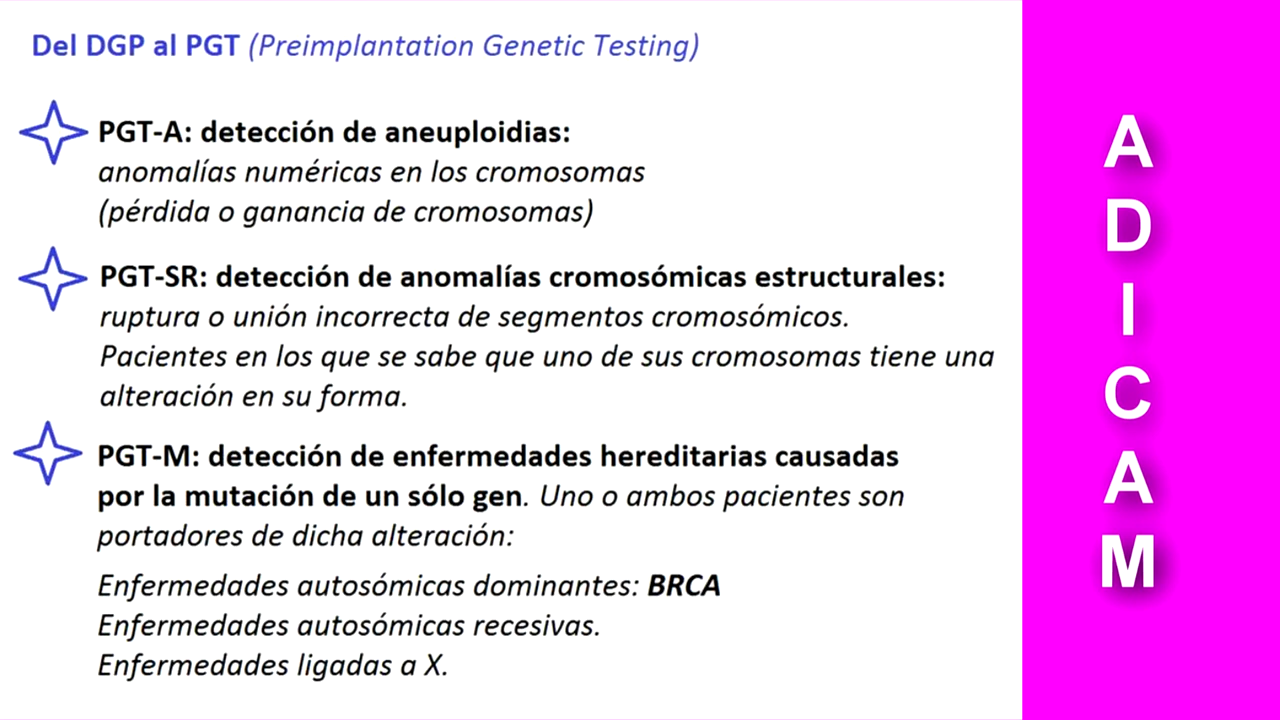 Del DGP al PGT (Preimplantation Genetic Testing)
PGT-A: detección de aneuploidias:
anomalías numéricas en los cromosomas
(pérdida o ganancia de cromosomas)
PGT-SR: detección de anomalías cromosómicas estructurales:
ruptura o unión incorrecta de segmentos cromosómicos.
Pacientes en los que se sabe que uno de sus cromosomas tiene una
alteración en su forma.
PGT-M: detección de enfermedades hereditarias causadas
por la mutación de un sólo gen. Uno o ambos pacientes son
portadores de dicha alteración:
Enfermedades autosómicas dominantes: BRCA
Enfermedades autosómicas recesivas.
Enfermedades ligadas a X.
A
D
I
C
A
M